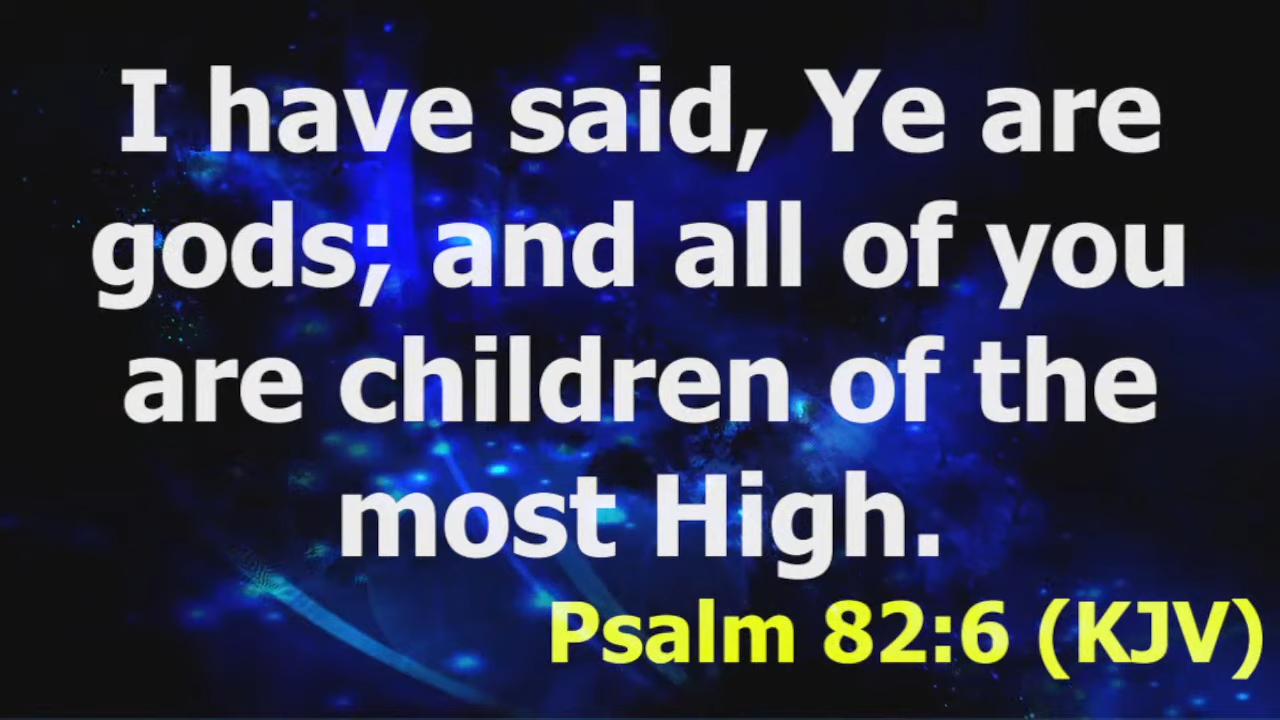 I have said, Ye are
gods; and all of you
are children of the
most High.
Psalm 82:6 (KJV)